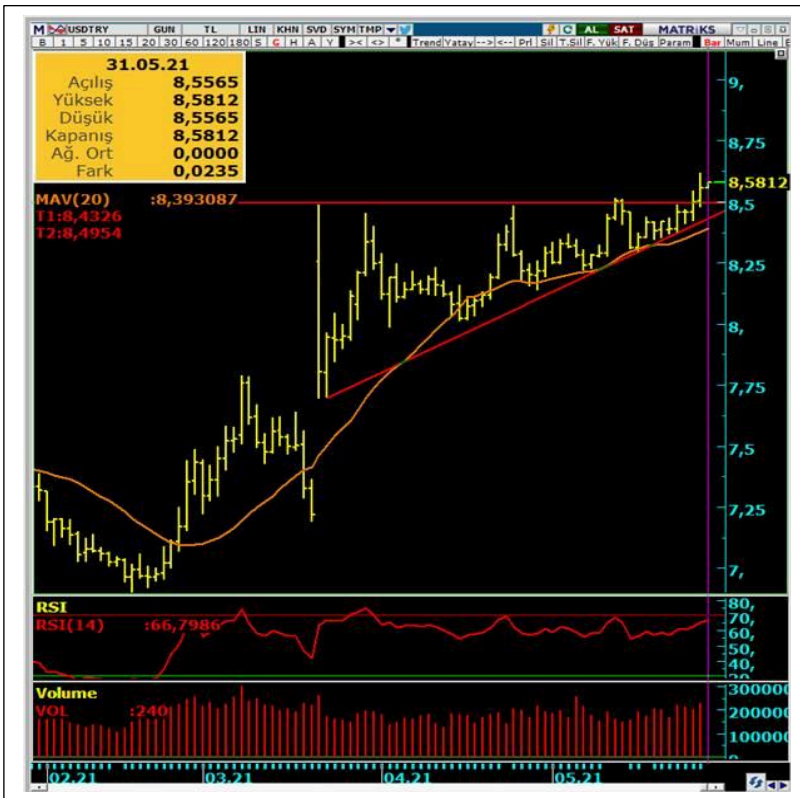 M USDTRY GUN TL LIN KHN SVD SYM TMP AL SAT MATRİKS
B 1 5 10 15 20 30 60 120 180 S G H A Y >< <> * Trend Yatay --> <-- Prl Sil T.Sil F. Yük F. Düş Param Bar Mum Line E
31.05.21
Açılış 8,5565
Yüksek 8,5812
Düşük 8,5565
Kapanış 8,5812
Ağ. Ort 0,0000
Fark 0,0235
MAV(20) :8,393087
T1:8,4326
T2:8,4954
9,
8,75
8,5812
8,5
8,25
8,
7,75
7,5
7,25
7,
RSI
RSI(14) :66,7986
80,
70,
60,
50,
40,
30
Volume
VOL :240
300000
200000
100000
0
02.21 03.21 04.21 05.21